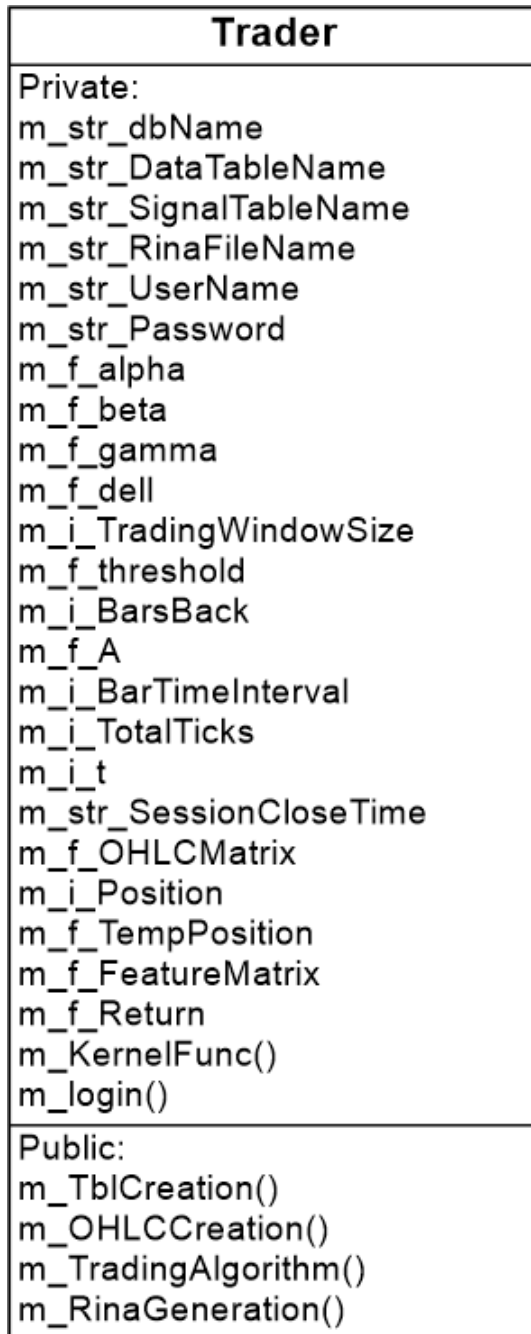 Trader
Private:
m_str_dbName
m_str_DataTableName
m_str_SignalTableName
m_str_RinaFileName
m_str_UserName
m_str_Password
m_f_alpha
m_f_beta
m_f_gamma
m_f_dell
m_i_TradingWindowSize
m_f_threshold
m_i_BarsBack
m_f_A
m_i_BarTimeInterval
m_i_TotalTicks
m_i_t
m_str_SessionCloseTime
m_f_OHLCMatrix
m_i_Position
m_f_TempPosition
m_f_FeatureMatrix
m_f_Return
m_KernelFunc()
m_login()
Public:
m_TblCreation()
m_OHLCCreation()
m_TradingAlgorithm()
m_RinaGeneration()